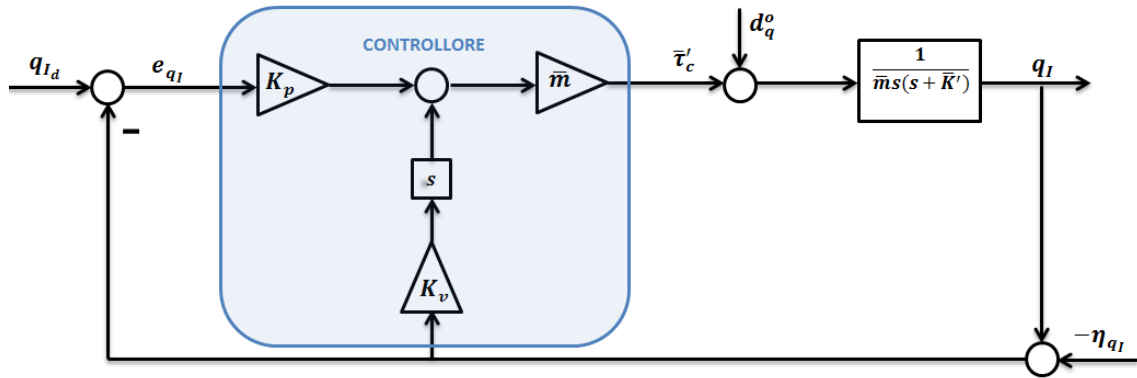 CONTROLLORE
q_{I_d}
e_{q_I}
K_p
m̄
τ̄′_c
d_q^o
1
m̄s(s + K̄′)
q_I
−
s
K_v
−η_{q_I}